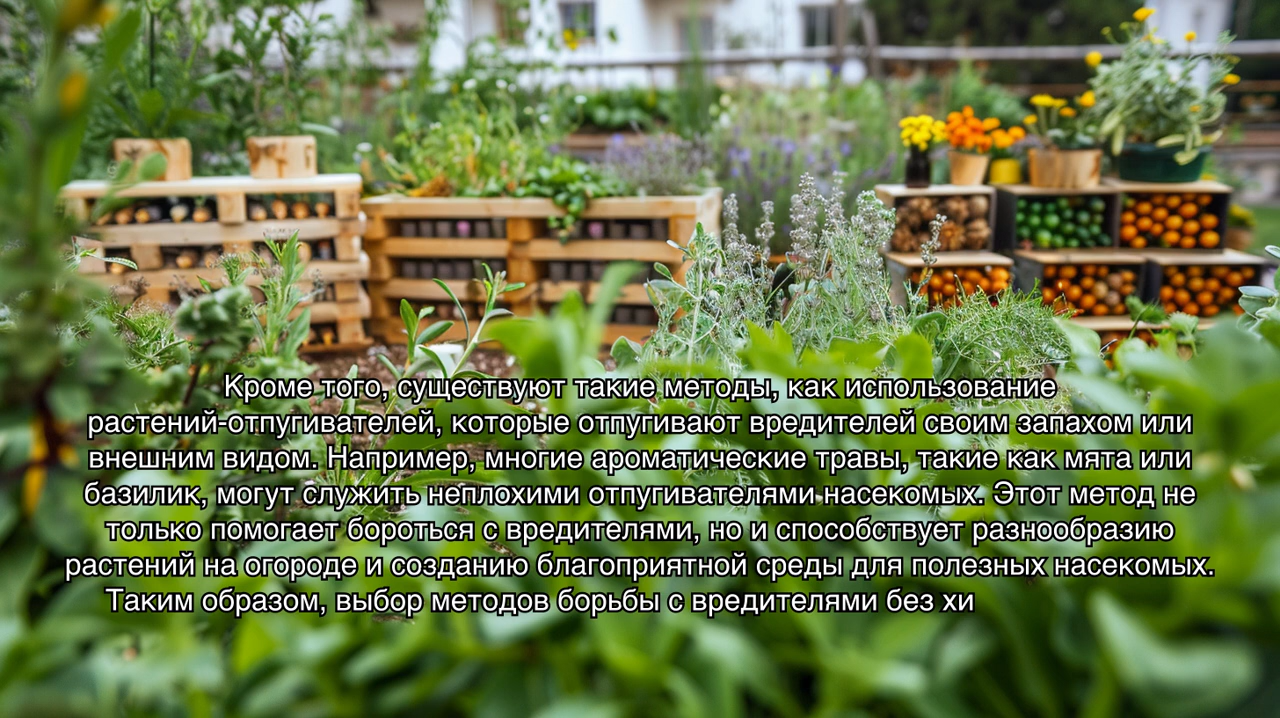 Кроме того, существуют такие методы, как использование
растений-отпугивателей, которые отпугивают вредителей своим запахом или
внешним видом. Например, многие ароматические травы, такие как мята или
базилик, могут служить неплохими отпугивателями насекомых. Этот метод не
только помогает бороться с вредителями, но и способствует разнообразию
растений на огороде и созданию благоприятной среды для полезных насекомых.
Таким образом, выбор методов борьбы с вредителями без хи